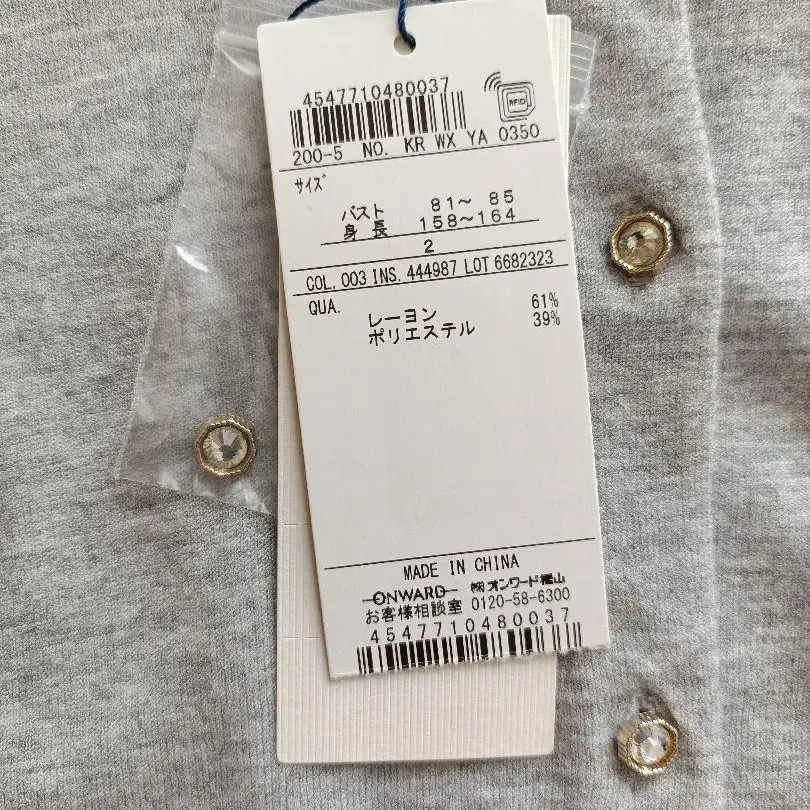 4547710480037
RFID
200-5 NO. KR WX YA 0350
サイズ
バスト 81～ 85
身長 158～164
2
COL. 003 INS. 444987 LOT 6682323
QUA.
レーヨン 61%
ポリエステル 39%
MADE IN CHINA
ONWARD ㈱オンワード樫山
お客様相談室 0120-58-6300
4547710480037